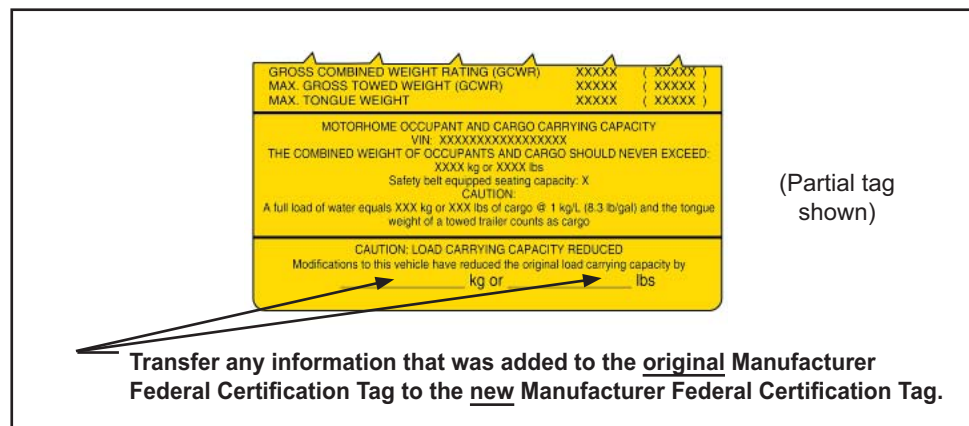 GROSS COMBINED WEIGHT RATING (GCWR) XXXXX ( XXXXX )
MAX. GROSS TOWED WEIGHT (GCWR) XXXXX ( XXXXX )
MAX. TONGUE WEIGHT XXXXX ( XXXXX )
MOTORHOME OCCUPANT AND CARGO CARRYING CAPACITY
VIN: XXXXXXXXXXXXXXXXX
THE COMBINED WEIGHT OF OCCUPANTS AND CARGO SHOULD NEVER EXCEED:
XXXX kg or XXXX lbs
Safety belt equipped seating capacity: X
CAUTION:
A full load of water equals XXX kg or XXX lbs of cargo @ 1 kg/L (8.3 lb/gal) and the tongue
weight of a towed trailer counts as cargo
(Partial tag
shown)
CAUTION: LOAD CARRYING CAPACITY REDUCED
Modifications to this vehicle have reduced the original load carrying capacity by
____________ kg or ____________ lbs
Transfer any information that was added to the original Manufacturer
Federal Certification Tag to the new Manufacturer Federal Certification Tag.